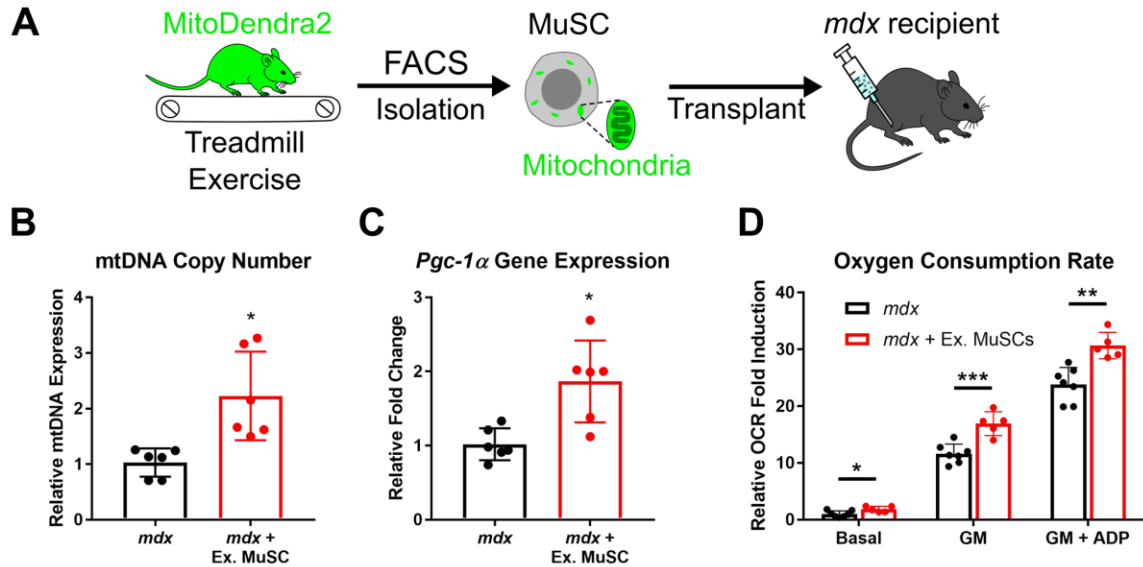 A
MitoDendra2
Treadmill
Exercise
FACS
Isolation
MuSC
Mitochondria
Transplant
mdx recipient
B
mtDNA Copy Number
Relative mtDNA Expression
4
3
2
1
0
mdx
mdx +
Ex. MuSC
*
C
Pgc-1α Gene Expression
Relative Fold Change
3
2
1
0
mdx
mdx +
Ex. MuSC
*
D
Oxygen Consumption Rate
Relative OCR Fold Induction
40
30
20
10
0
mdx
mdx + Ex. MuSCs
*
***
**
Basal
GM
GM + ADP